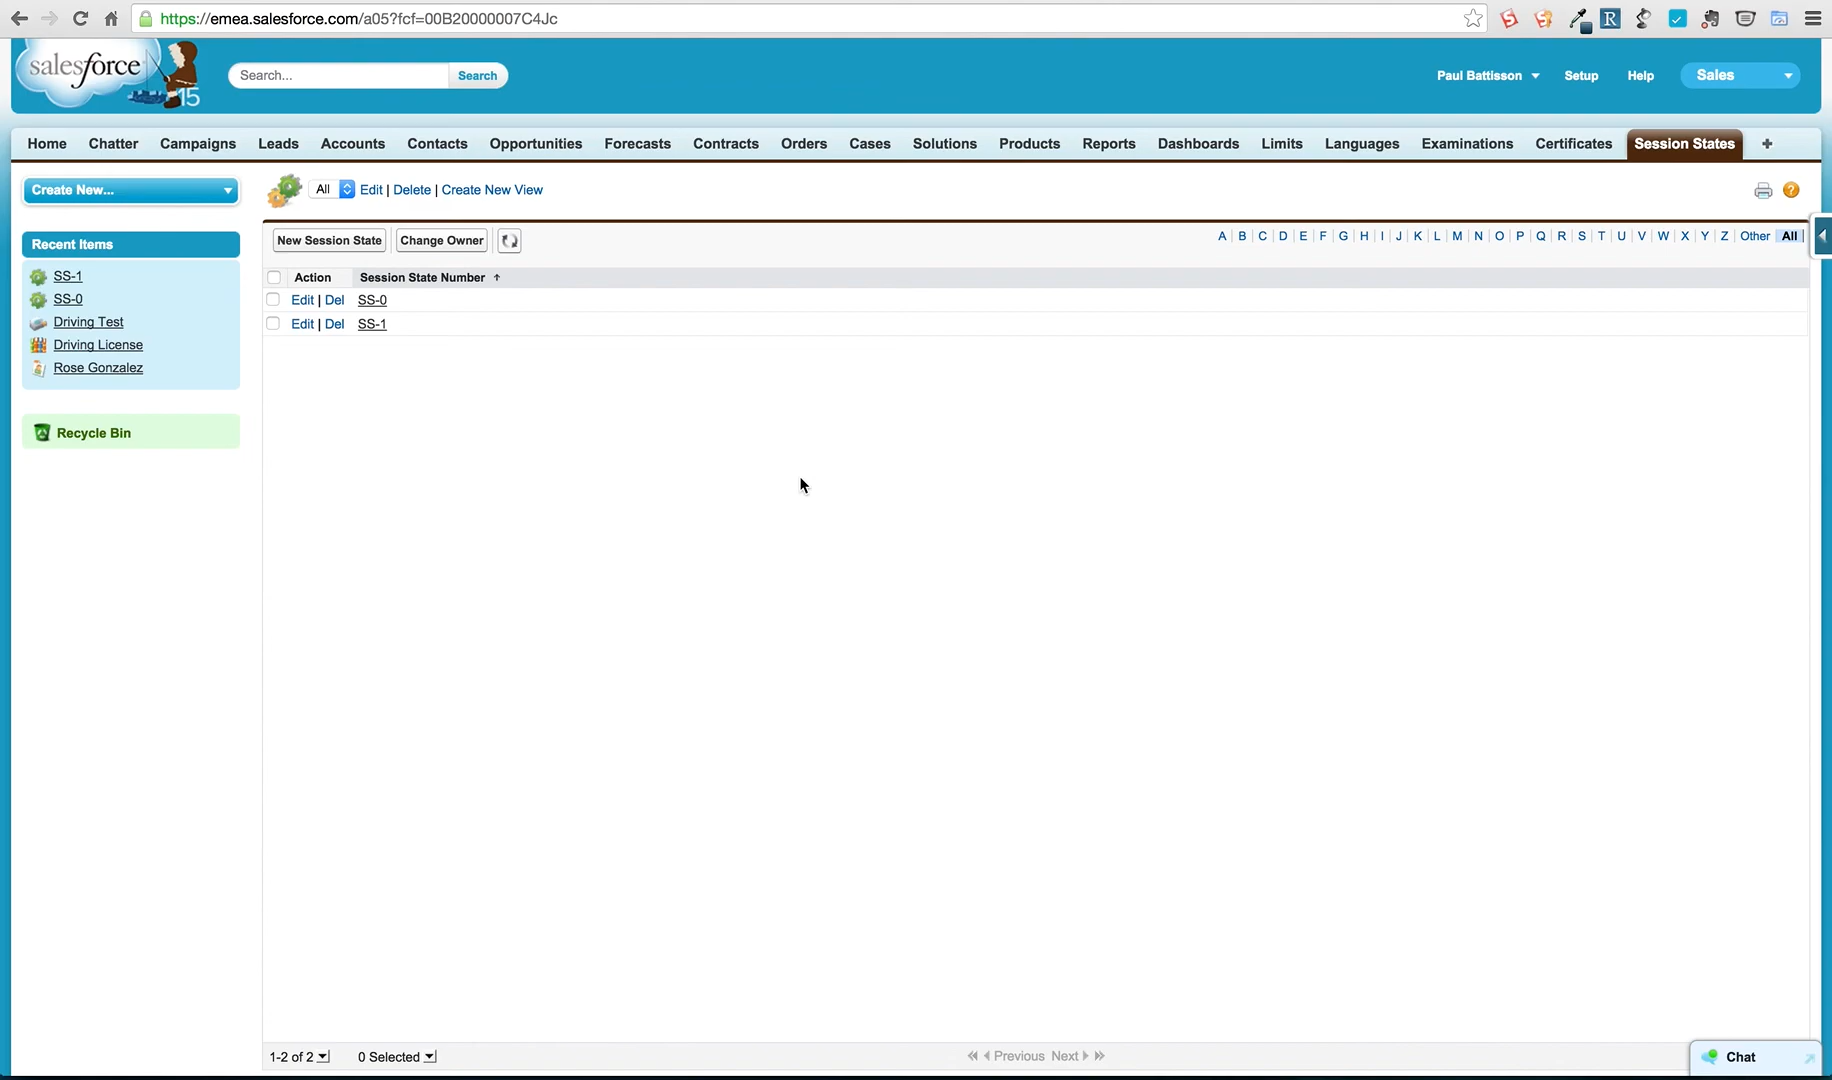 https://emea.salesforce.com/a05?fcf=00B20000007C4Jc
salesforce
15
Search...
Search
Paul Battisson
Setup
Help
Sales
Home Chatter Campaigns Leads Accounts Contacts Opportunities Forecasts Contracts Orders Cases Solutions Products Reports Dashboards Limits Languages Examinations Certificates Session States +
Create New...
All
Edit | Delete | Create New View
Recent Items
SS-1
SS-0
Driving Test
Driving License
Rose Gonzalez
Recycle Bin
New Session State
Change Owner
A | B | C | D | E | F | G | H | I | J | K | L | M | N | O | P | Q | R | S | T | U | V | W | X | Y | Z | Other | All
Action Session State Number
Edit | Del SS-0
Edit | Del SS-1
1-2 of 2
0 Selected
Previous Next
Chat